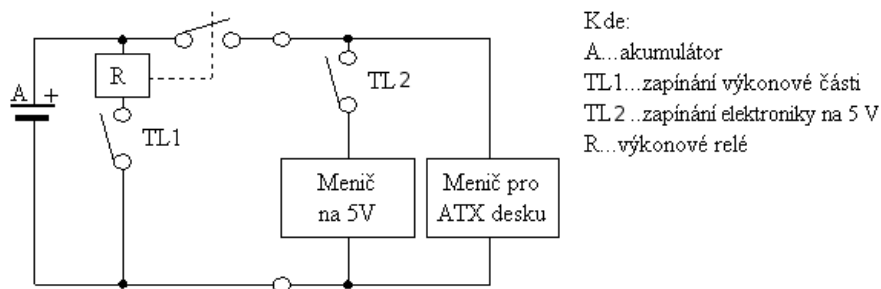 Kde:
A...akumulátor
TL1...zapínání výkonové části
TL2...zapínání elektroniky na 5 V
R...výkonové relé
R
A +
TL2
TL1
Menič
na 5V
Menič pro
ATX desku